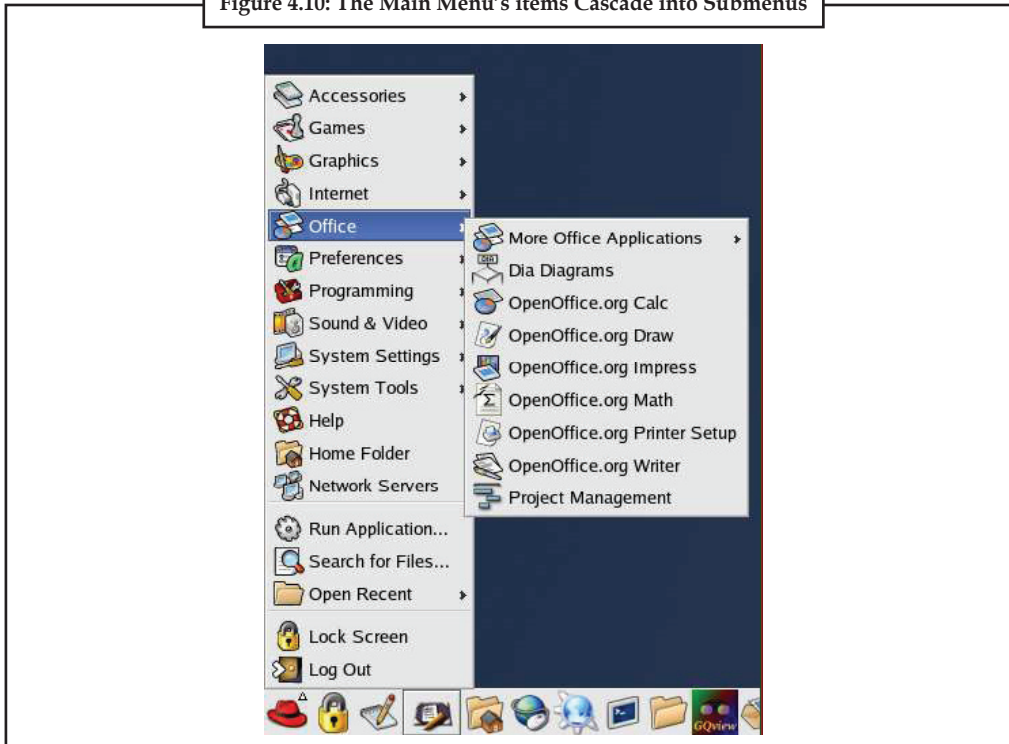 Figure 4.10: The Main Menu's items Cascade into Submenus
Accessories
Games
Graphics
Internet
Office
Preferences
Programming
Sound & Video
System Settings
System Tools
Help
Home Folder
Network Servers
Run Application...
Search for Files...
Open Recent
Lock Screen
Log Out
More Office Applications
Dia Diagrams
OpenOffice.org Calc
OpenOffice.org Draw
OpenOffice.org Impress
OpenOffice.org Math
OpenOffice.org Printer Setup
OpenOffice.org Writer
Project Management
GQview